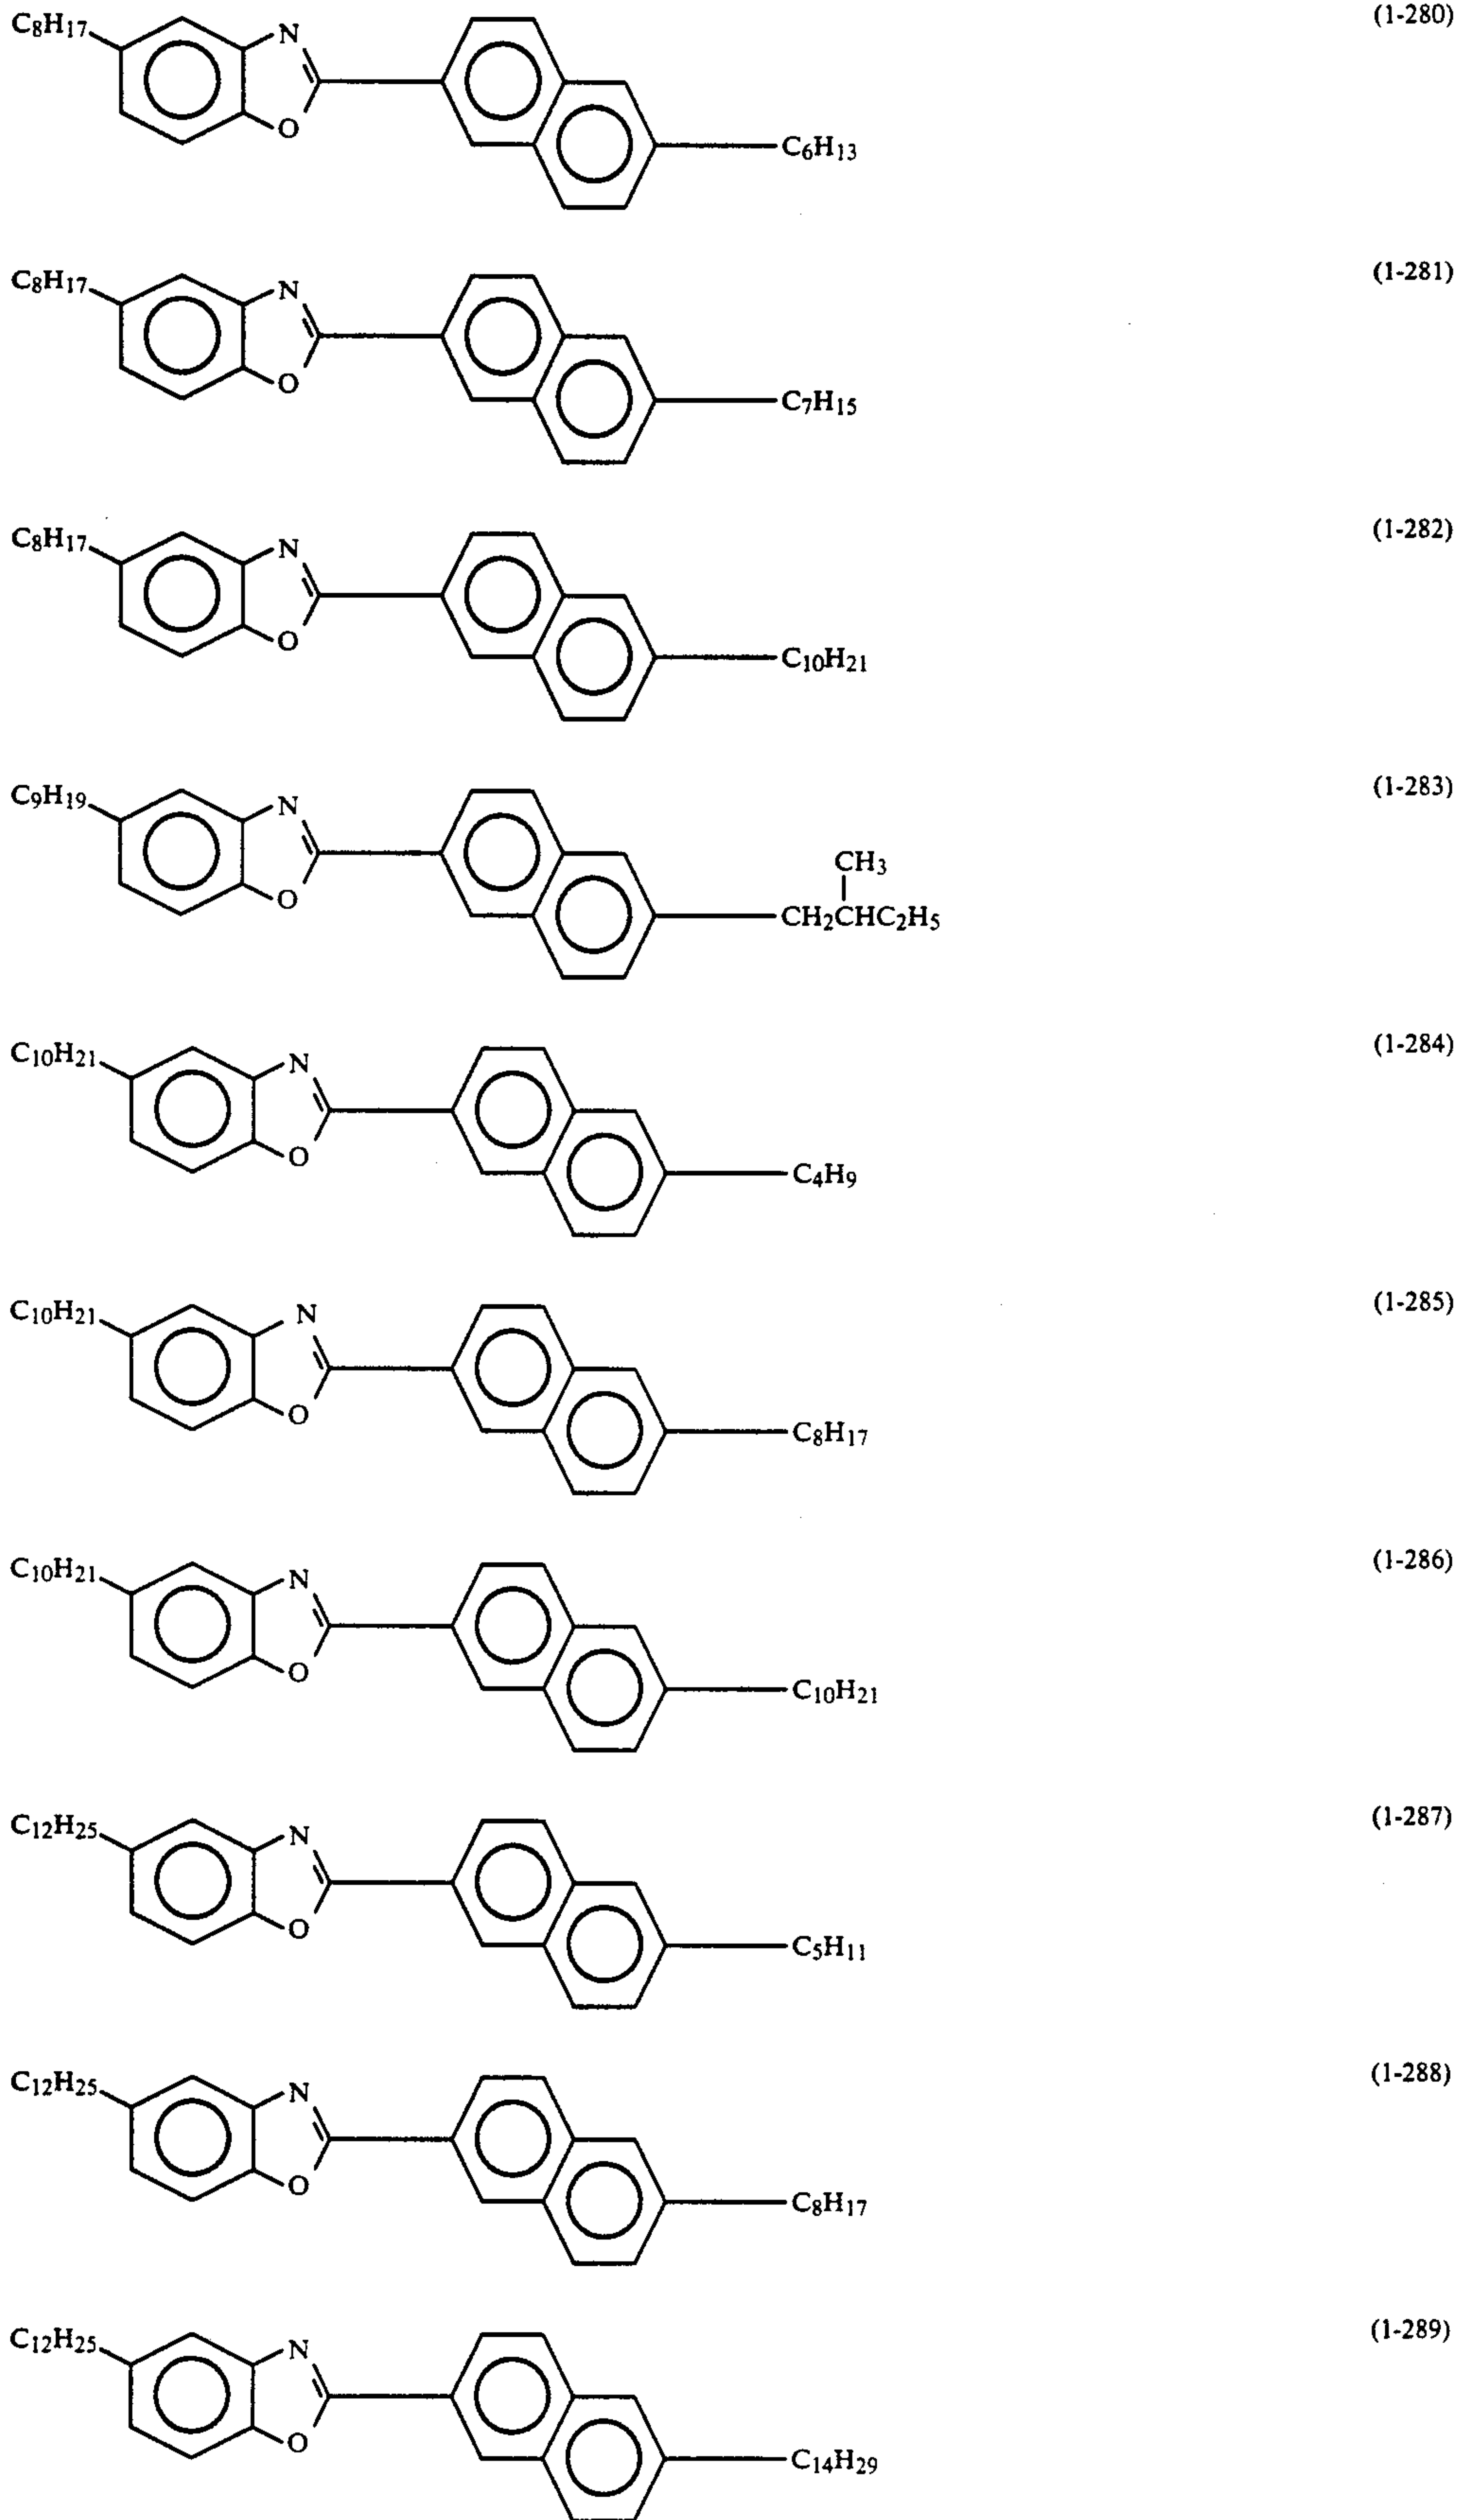 C8H17 N (1-280)
O
C6H13
C8H17 N (1-281)
O
C7H15
C8H17 N (1-282)
O
C10H21
C9H19 N (1-283)
CH3
O
CH2CHC2H5
C10H21 N (1-284)
O
C4H9
C10H21 N (1-285)
O
C8H17
C10H21 N (1-286)
O
C10H21
C12H25 N (1-287)
O
C5H11
C12H25 N (1-288)
O
C8H17
C12H25 N (1-289)
O
C14H29